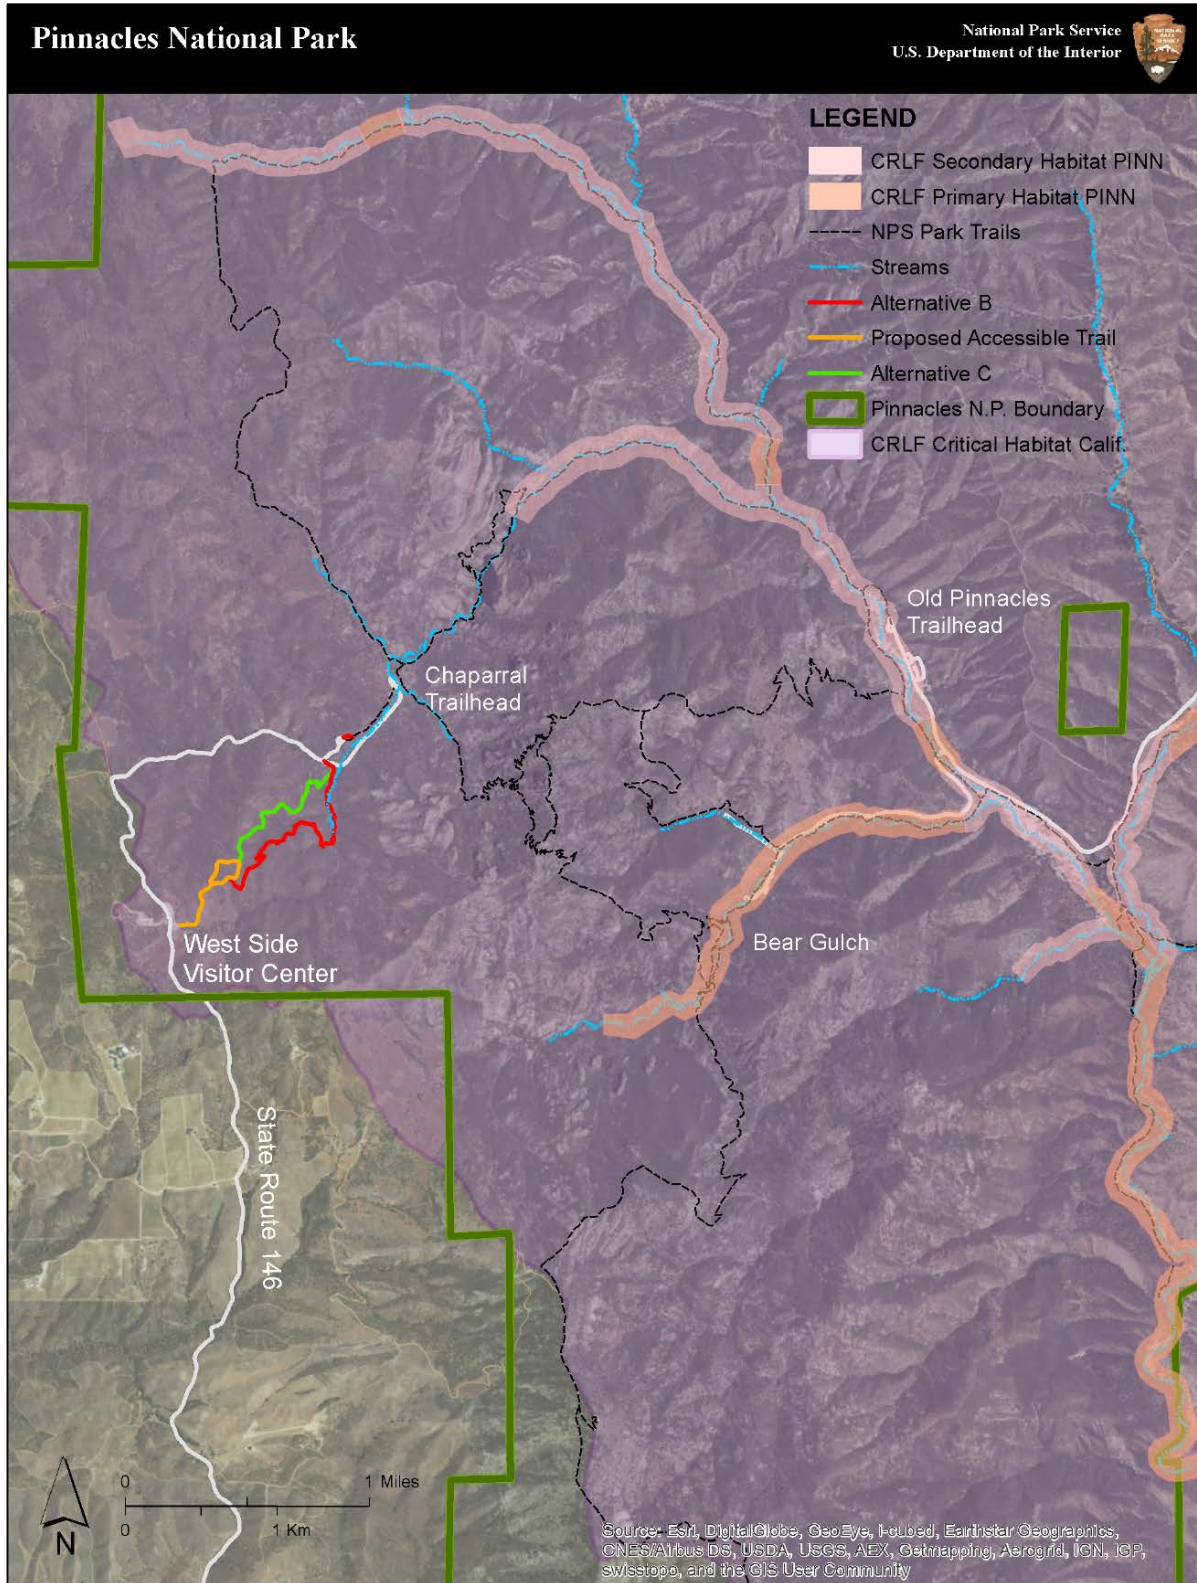 Pinnacles National Park
National Park Service
U.S. Department of the Interior
LEGEND
CRLF Secondary Habitat PINN
CRLF Primary Habitat PINN
NPS Park Trails
Streams
Alternative B
Proposed Accessible Trail
Alternative C
Pinnacles N.P. Boundary
CRLF Critical Habitat Calif.
Old Pinnacles
Trailhead
Chaparral
Trailhead
Bear Gulch
West Side
Visitor Center
State Route 146
0
1 Miles
0
1 Km
N
Source: Esri, DigitalGlobe, GeoEye, i-cubed, Earthstar Geographics,
CNES/Airbus DS, USDA, USGS, AEX, Getmapping, Aerogrid, IGN, IGP,
swisstopo, and the GIS User Community